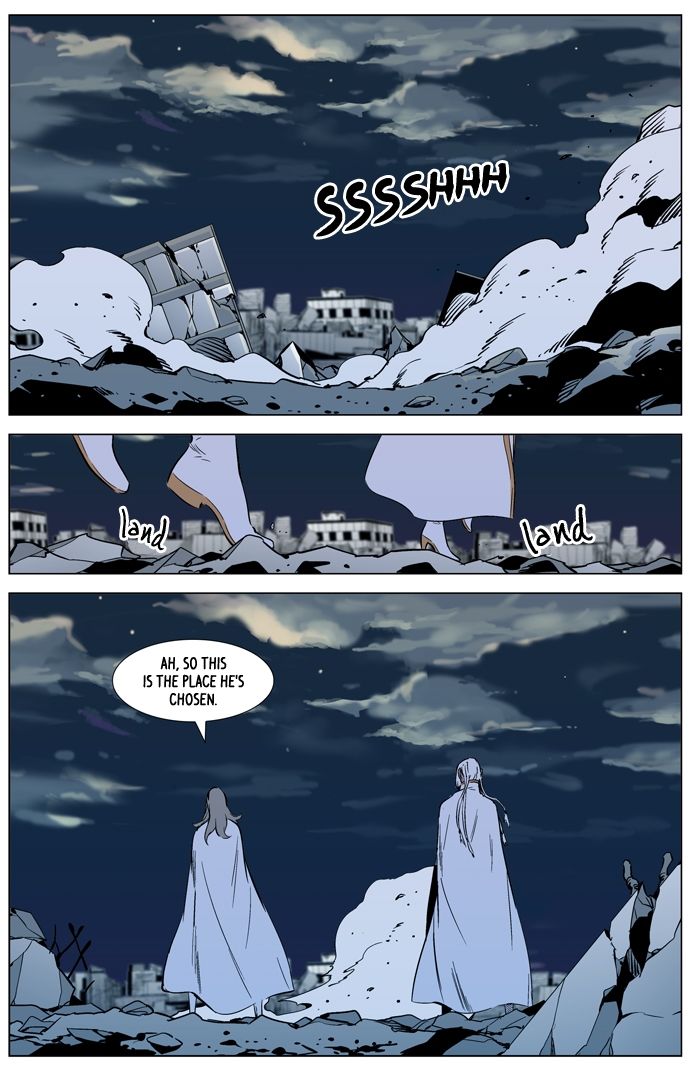 SSSSHHH
land
land
AH, SO THIS
IS THE PLACE HE'S
CHOSEN.